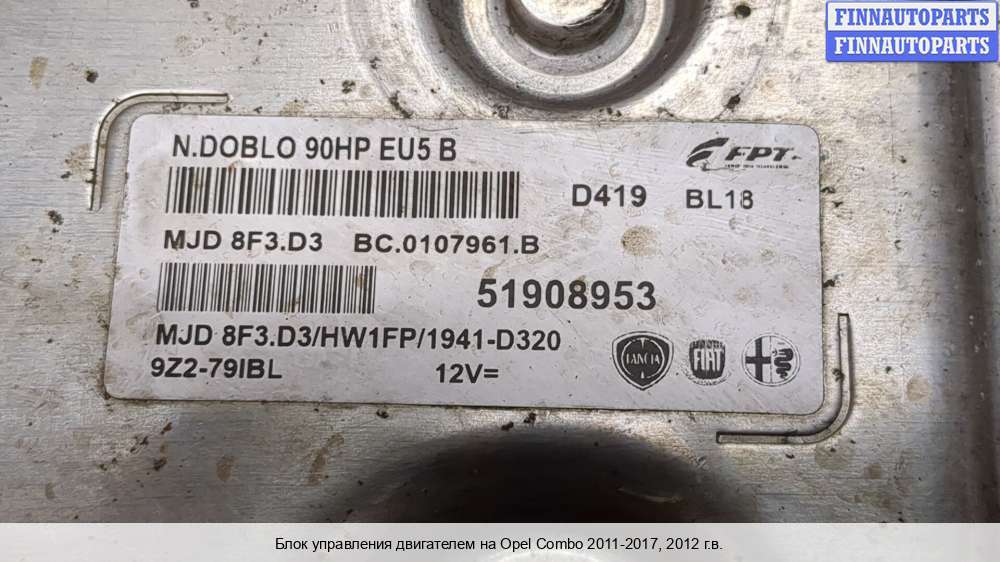 FINNAUTOPARTS
FINNAUTOPARTS
N.DOBLO 90HP EU5 B
FPT
D419 BL18
MJD 8F3.D3 BC.0107961.B
51908953
MJD 8F3.D3/HW1FP/1941-D320
9Z2-79IBL 12V=
LANCIA
FIAT
Блок управления двигателем на Opel Combo 2011-2017, 2012 г.в.